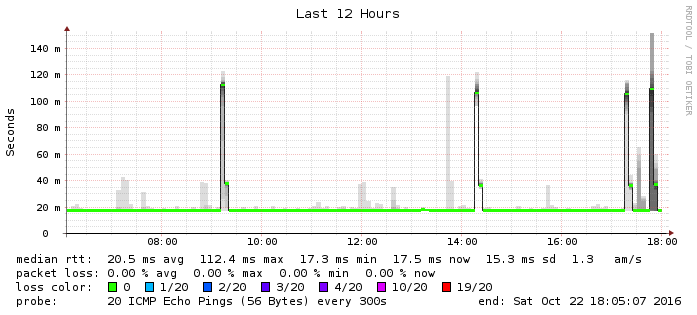 Last 12 Hours
RRDTOOL / TOBI OETIKER
Seconds
140 m
120 m
100 m
80 m
60 m
40 m
20 m
0
08:00 10:00 12:00 14:00 16:00 18:00
median rtt: 20.5 ms avg 112.4 ms max 17.3 ms min 17.5 ms now 15.3 ms sd 1.3 am/s
packet loss: 0.00 % avg 0.00 % max 0.00 % min 0.00 % now
loss color: 0 1/20 2/20 3/20 4/20 10/20 19/20
probe: 20 ICMP Echo Pings (56 Bytes) every 300s end: Sat Oct 22 18:05:07 2016